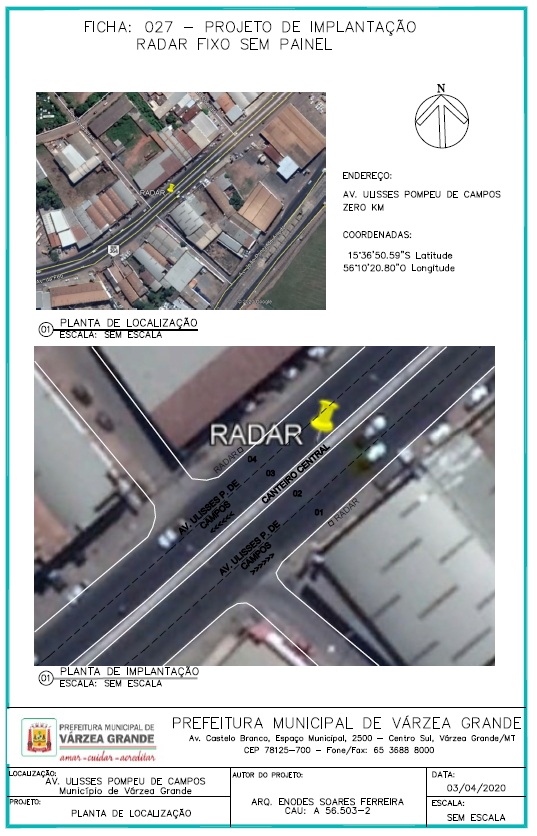 FICHA: 027 – PROJETO DE IMPLANTAÇÃO
RADAR FIXO SEM PAINEL
N
RADAR
ENDEREÇO:
AV. ULISSES POMPEU DE CAMPOS
ZERO KM
COORDENADAS:
15°36'50.59"S Latitude
56°10'20.80"O Longitude
01
PLANTA DE LOCALIZAÇÃO
ESCALA: SEM ESCALA
RADAR
RADAR
04
03
CANTEIRO CENTRAL
02
01
RADAR
AV. ULISSES P. DE
CAMPOS
<<<<<<
AV. ULISSES P. DE
CAMPOS
>>>>>>
01
PLANTA DE IMPLANTAÇÃO
ESCALA: SEM ESCALA
PREFEITURA MUNICIPAL DE
VÁRZEA GRANDE
amar - cuidar - acreditar
PREFEITURA MUNICIPAL DE VÁRZEA GRANDE
Av. Castelo Branco, Espaço Municipal, 2500 – Centro Sul, Várzea Grande/MT
CEP 78125-700 – Fone/Fax: 65 3688 8000
LOCALIZAÇÃO:
AV. ULISSES POMPEU DE CAMPOS
Município de Várzea Grande
PROJETO:
PLANTA DE LOCALIZAÇÃO
AUTOR DO PROJETO:
ARQ. ENODES SOARES FERREIRA
CAU: A 56.503-2
DATA:
03/04/2020
ESCALA:
SEM ESCALA